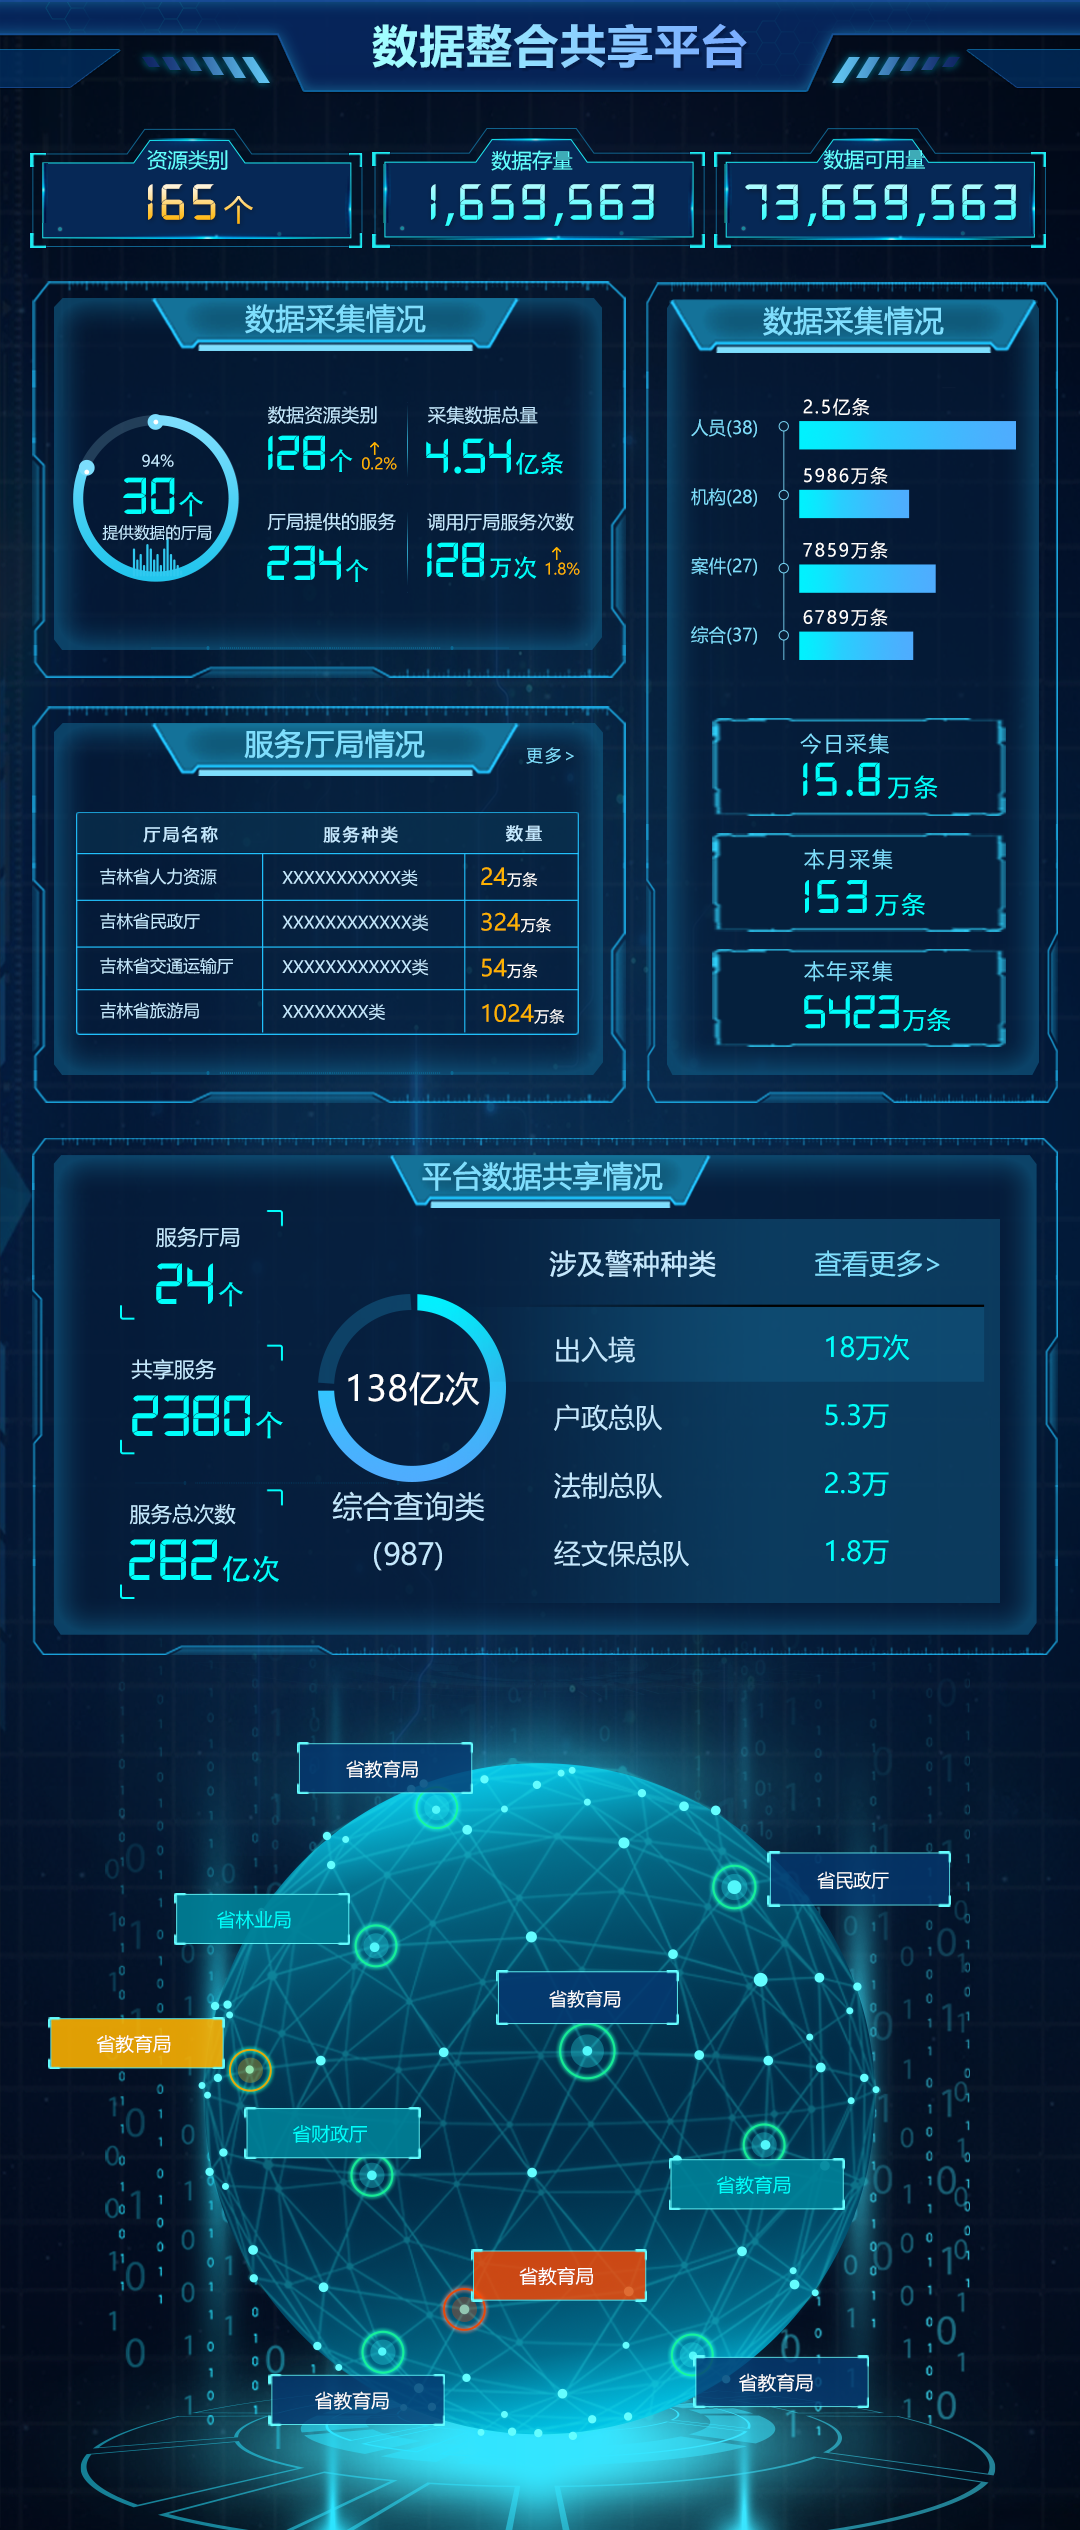 数据整合共享平台
资源类别
165个
数据存量
1,659,563
数据可用量
73,659,563
数据采集情况
94%
30个
提供数据的厅局
数据资源类别
128个 ↑0.2%
采集数据总量
4.54亿条
厅局提供的服务
234个
调用厅局服务次数
128万次 ↑1.8%
数据采集情况
人员(38) 2.5亿条
机构(28) 5986万条
案件(27) 7859万条
综合(37) 6789万条
今日采集
15.8万条
本月采集
153万条
本年采集
5423万条
服务厅局情况
更多>
厅局名称 服务种类 数量
吉林省人力资源 XXXXXXXXXXX类 24万条
吉林省民政厅 XXXXXXXXXXXX类 324万条
吉林省交通运输厅 XXXXXXXXXXXX类 54万条
吉林省旅游局 XXXXXXXX类 1024万条
平台数据共享情况
服务厅局
24个
共享服务
2380个
服务总次数
282亿次
138亿次
综合查询类
(987)
涉及警种种类 查看更多>
出入境 18万次
户政总队 5.3万
法制总队 2.3万
经文保总队 1.8万
省教育局
省民政厅
省林业局
省教育局
省教育局
省财政厅
省教育局
省教育局
省教育局
省教育局